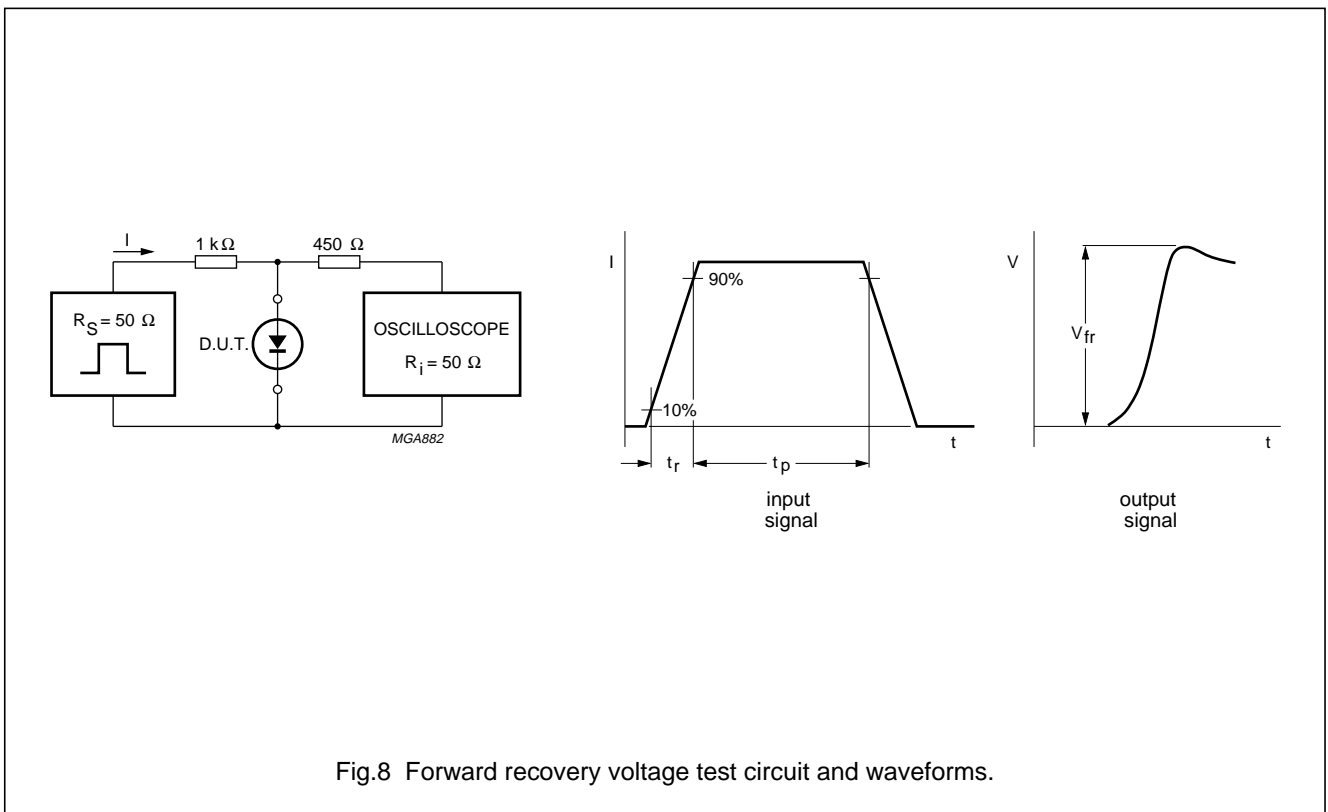 I
1 kΩ
450 Ω
R_S = 50 Ω
D.U.T.
OSCILLOSCOPE
R_i = 50 Ω
MGA882
I
90%
10%
t
t_r
t_p
input
signal
V
V_fr
t
output
signal
Fig.8 Forward recovery voltage test circuit and waveforms.